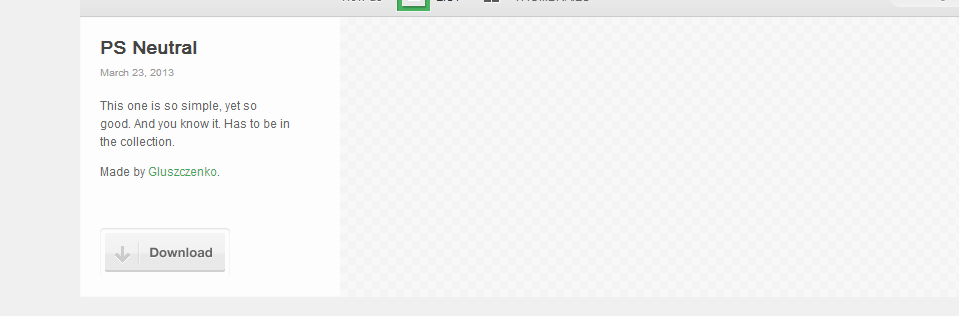 PS Neutral
March 23, 2013
This one is so simple, yet so
good. And you know it. Has to be in
the collection.
Made by Gluszczenko.
Download